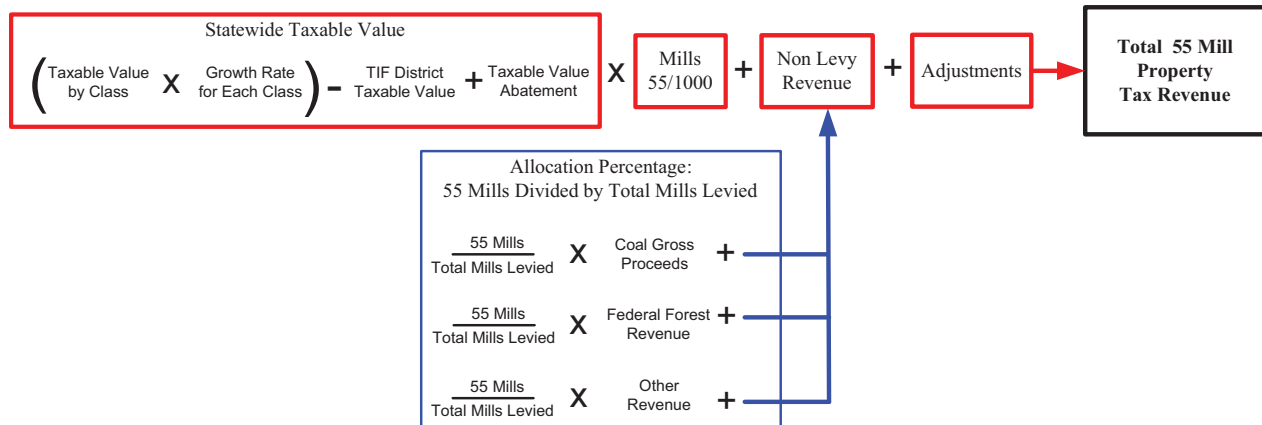 Statewide Taxable Value
( Taxable Value by Class X Growth Rate for Each Class ) - TIF District Taxable Value + Taxable Value Abatement X Mills 55/1000 + Non Levy Revenue + Adjustments
Total 55 Mill
Property
Tax Revenue
Allocation Percentage:
55 Mills Divided by Total Mills Levied
55 Mills
Total Mills Levied
X
Coal Gross
Proceeds
+
55 Mills
Total Mills Levied
X
Federal Forest
Revenue
+
55 Mills
Total Mills Levied
X
Other
Revenue
+